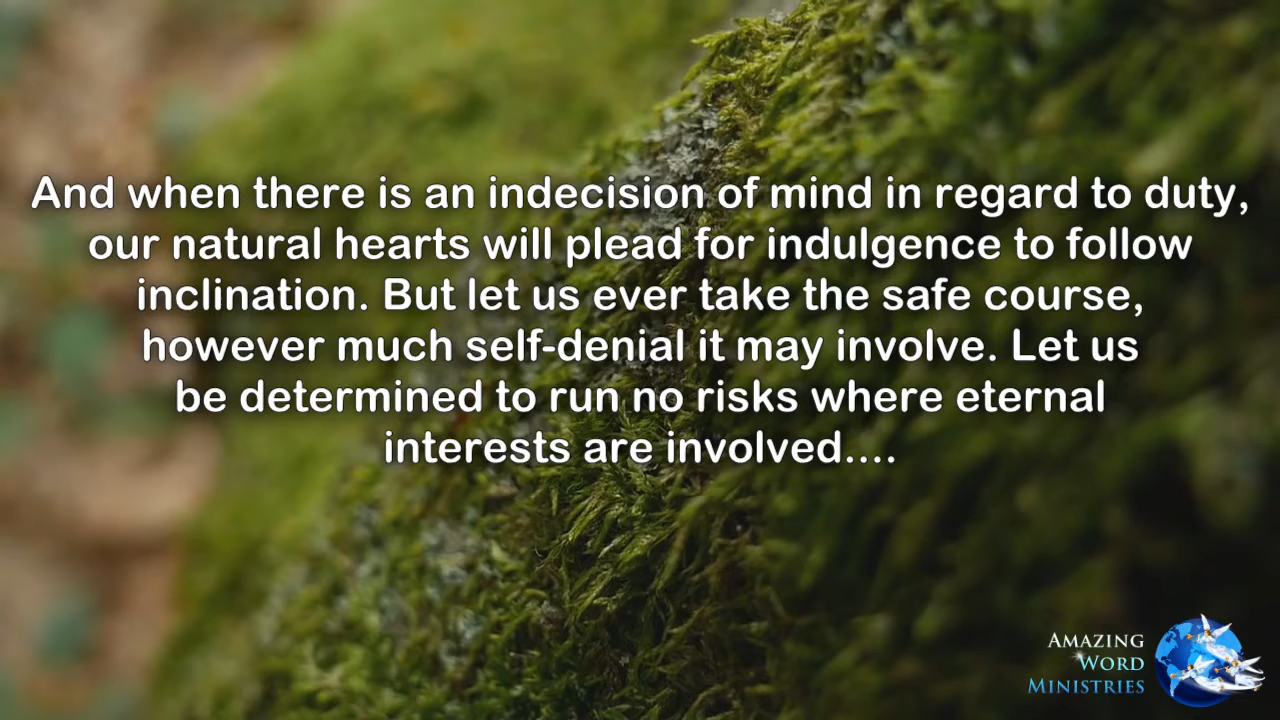 And when there is an indecision of mind in regard to duty,
our natural hearts will plead for indulgence to follow
inclination. But let us ever take the safe course,
however much self-denial it may involve. Let us
be determined to run no risks where eternal
interests are involved....
Amazing
Word
Ministries